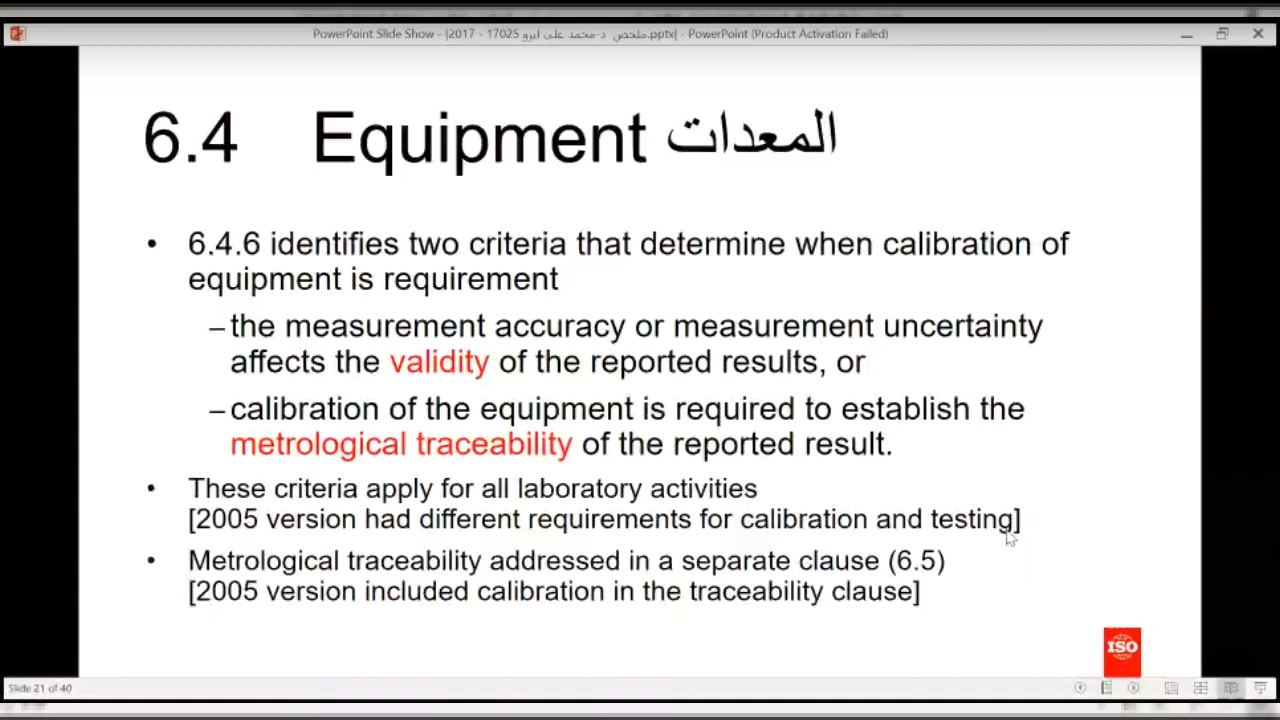 PowerPoint Slide Show - [2017 - 17025 ملخص د-محمد على ايرو.pptx] - PowerPoint (Product Activation Failed)
6.4 Equipment المعدات
• 6.4.6 identifies two criteria that determine when calibration of
equipment is requirement
– the measurement accuracy or measurement uncertainty
affects the validity of the reported results, or
– calibration of the equipment is required to establish the
metrological traceability of the reported result.
• These criteria apply for all laboratory activities
[2005 version had different requirements for calibration and testing]
• Metrological traceability addressed in a separate clause (6.5)
[2005 version included calibration in the traceability clause]
ISO
Slide 21 of 40